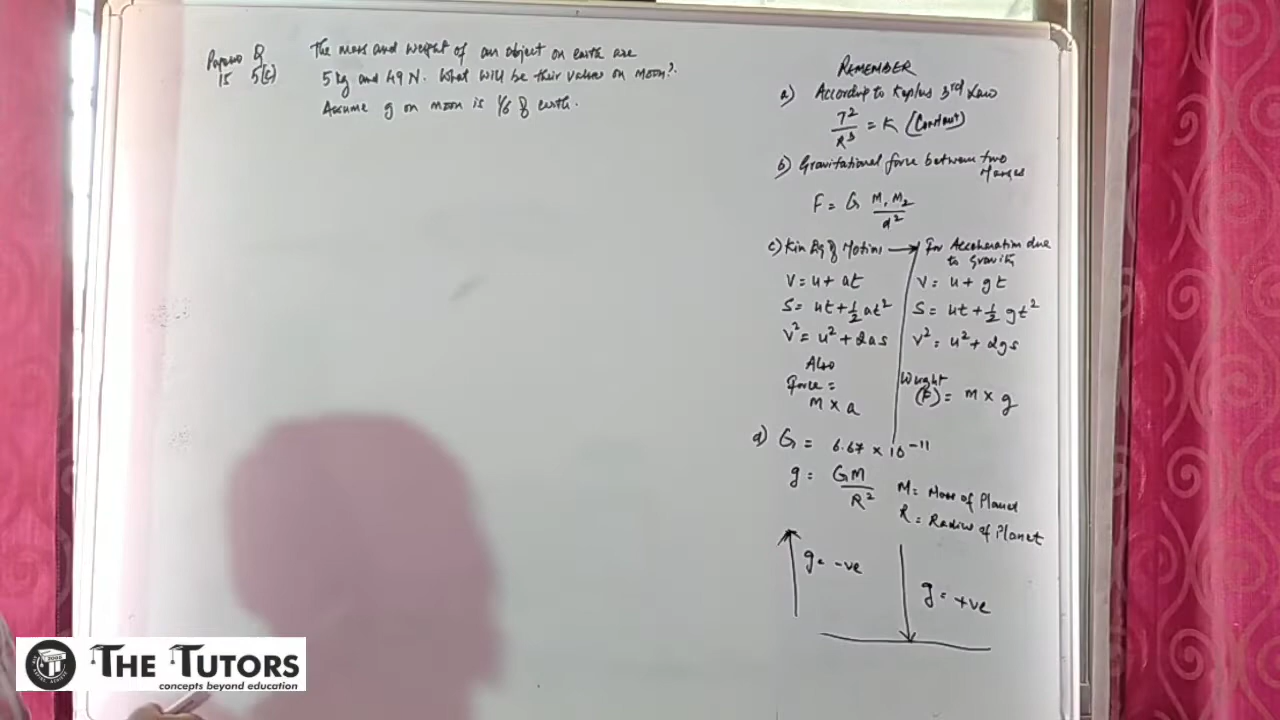 Q The mass and weight of an object on earth are
15 5(c) 5 kg and 49 N. What will be their values on moon?.
Assume g on moon is 1/6 of earth.
REMEMBER
a) According to Keplers 3rd Law
T²/R³ = K (Constant)
b) Gravitational force between two
Masses
F = G M₁ M₂/d²
c) Kin Eq of Motion → for Acceleration due
to Gravity
V = u + at V = u + gt
S = ut + ½ at² S = ut + ½ gt²
V² = u² + 2as V² = u² + 2gs
Also
Force = Weight
m × a (F) = m × g
d) G = 6.67 × 10⁻¹¹
g = GM/R² M = Mass of Planet
R = Radius of Planet
g = -ve
g = +ve
THE TUTORS
concepts beyond education